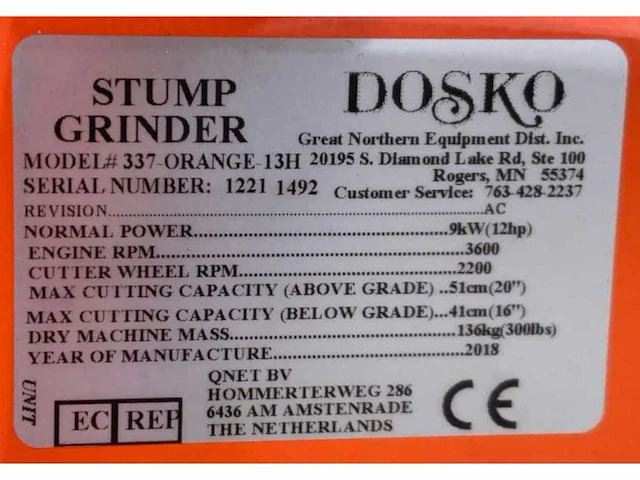 STUMP
GRINDER
DOSKO
Great Northern Equipment Dist. Inc.
MODEL# 337-ORANGE-13H 20195 S. Diamond Lake Rd, Ste 100
Rogers, MN 55374
SERIAL NUMBER: 1221 1492 Customer Service: 763-428-2237
REVISION..........AC
NORMAL POWER..........9kW(12hp)
ENGINE RPM..........3600
CUTTER WHEEL RPM..........2200
MAX CUTTING CAPACITY (ABOVE GRADE) ..51cm(20")
MAX CUTTING CAPACITY (BELOW GRADE)...41cm(16")
DRY MACHINE MASS..........136kg(300lbs)
YEAR OF MANUFACTURE..........2018
UNIT
EC REP
QNET BV
HOMMERTERWEG 286
6436 AM AMSTENRADE
THE NETHERLANDS
CE